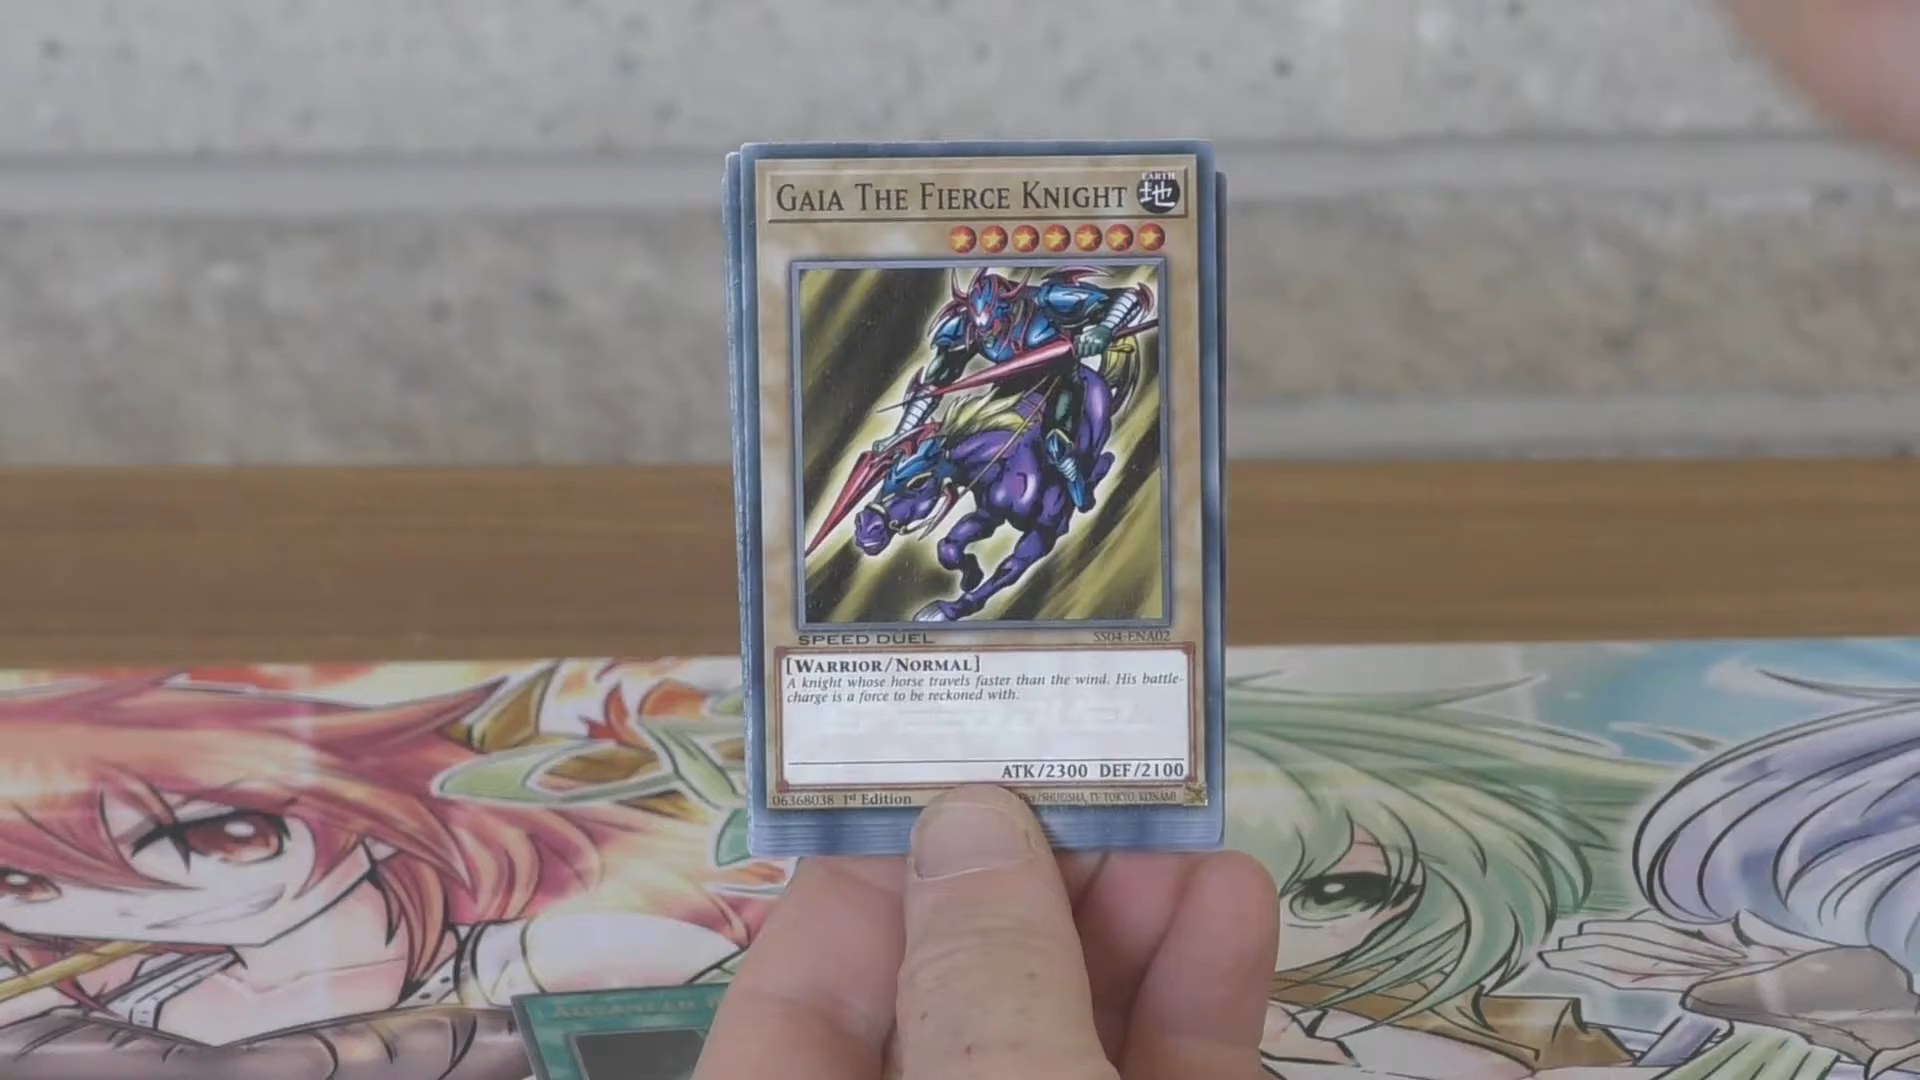 GAIA THE FIERCE KNIGHT
EARTH
地
SPEED DUEL
SS04-ENA02
[WARRIOR/NORMAL]
A knight whose horse travels faster than the wind. His battle-
charge is a force to be reckoned with.
ATK/2300 DEF/2100
06368038 1st Edition
/SHUEISHA, TV TOKYO, KONAMI